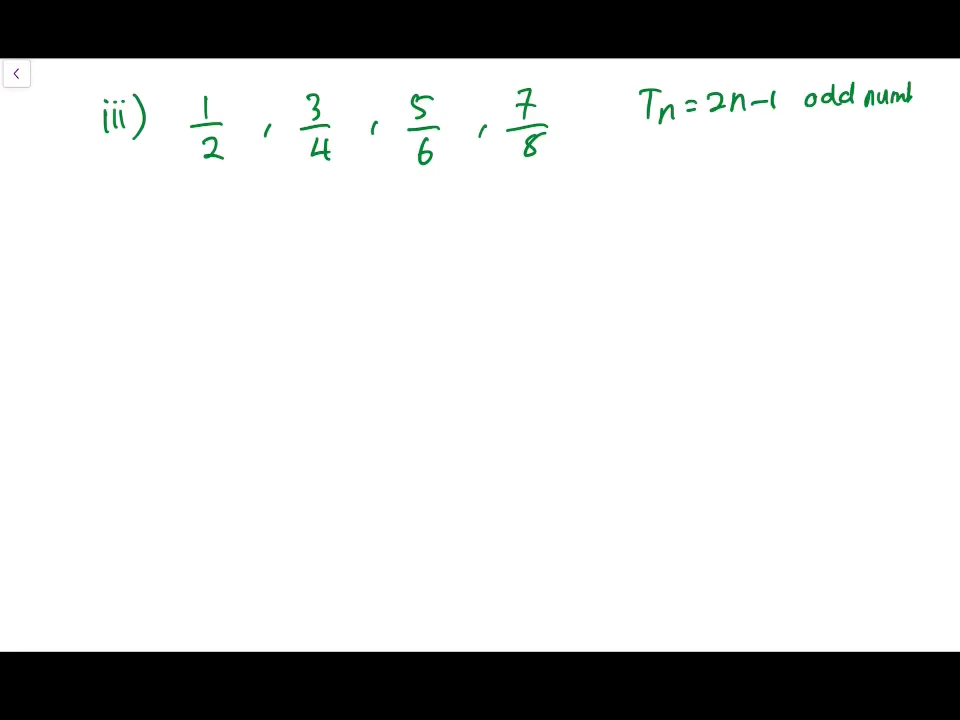 iii) 1/2 , 3/4 , 5/6 , 7/8 Tn = 2n-1 odd numb